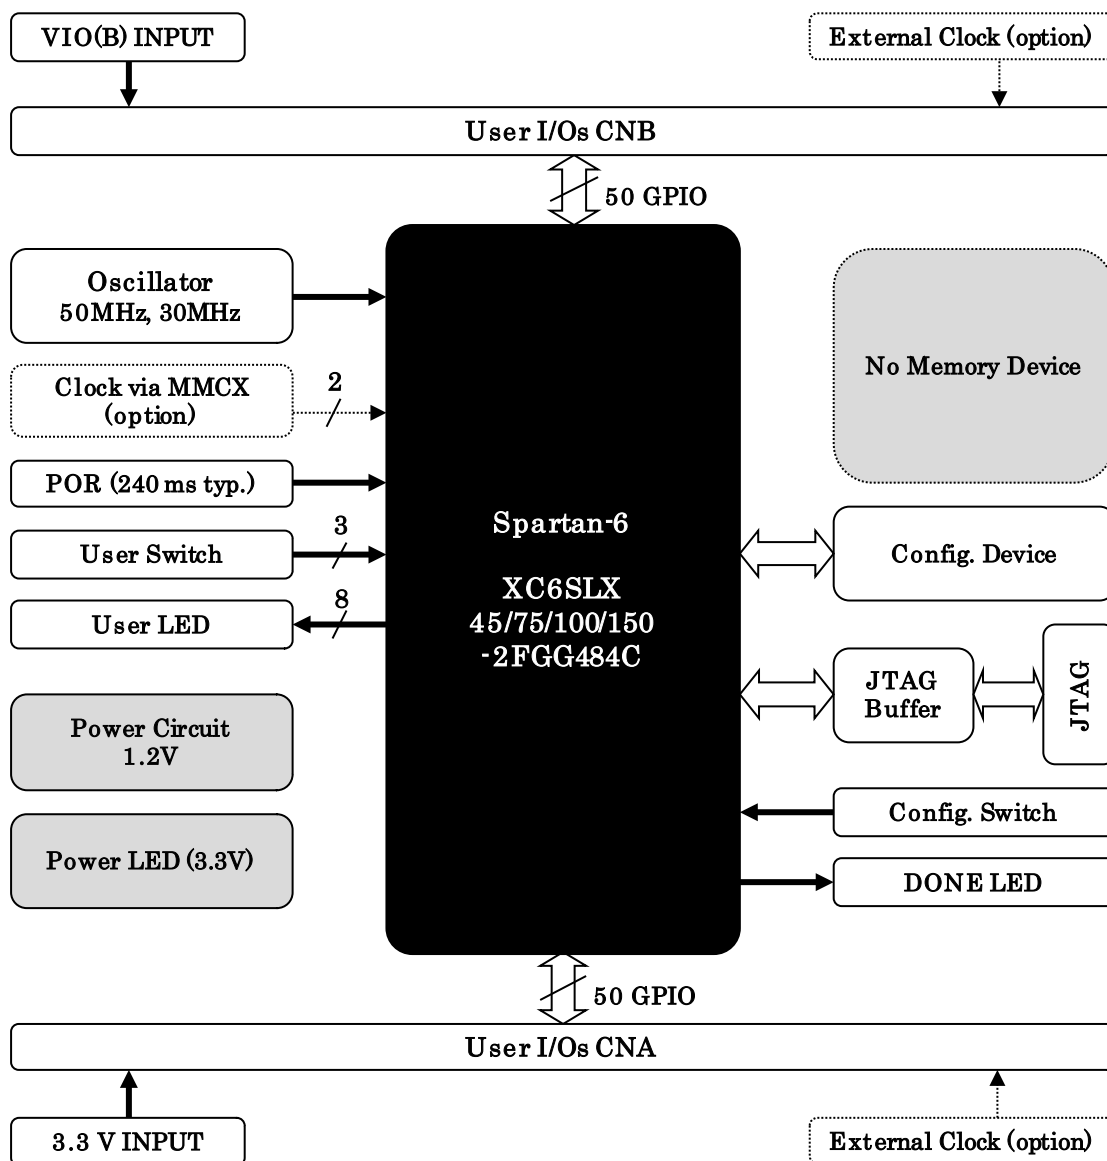 VIO(B) INPUT
External Clock (option)
User I/Os CNB
50 GPIO
Oscillator
50MHz, 30MHz
No Memory Device
Clock via MMCX
(option)
2
POR (240 ms typ.)
User Switch
3
User LED
8
Spartan-6
XC6SLX
45/75/100/150
-2FGG484C
Config. Device
JTAG
Buffer
JTAG
Power Circuit
1.2V
Power LED (3.3V)
Config. Switch
DONE LED
50 GPIO
User I/Os CNA
3.3 V INPUT
External Clock (option)